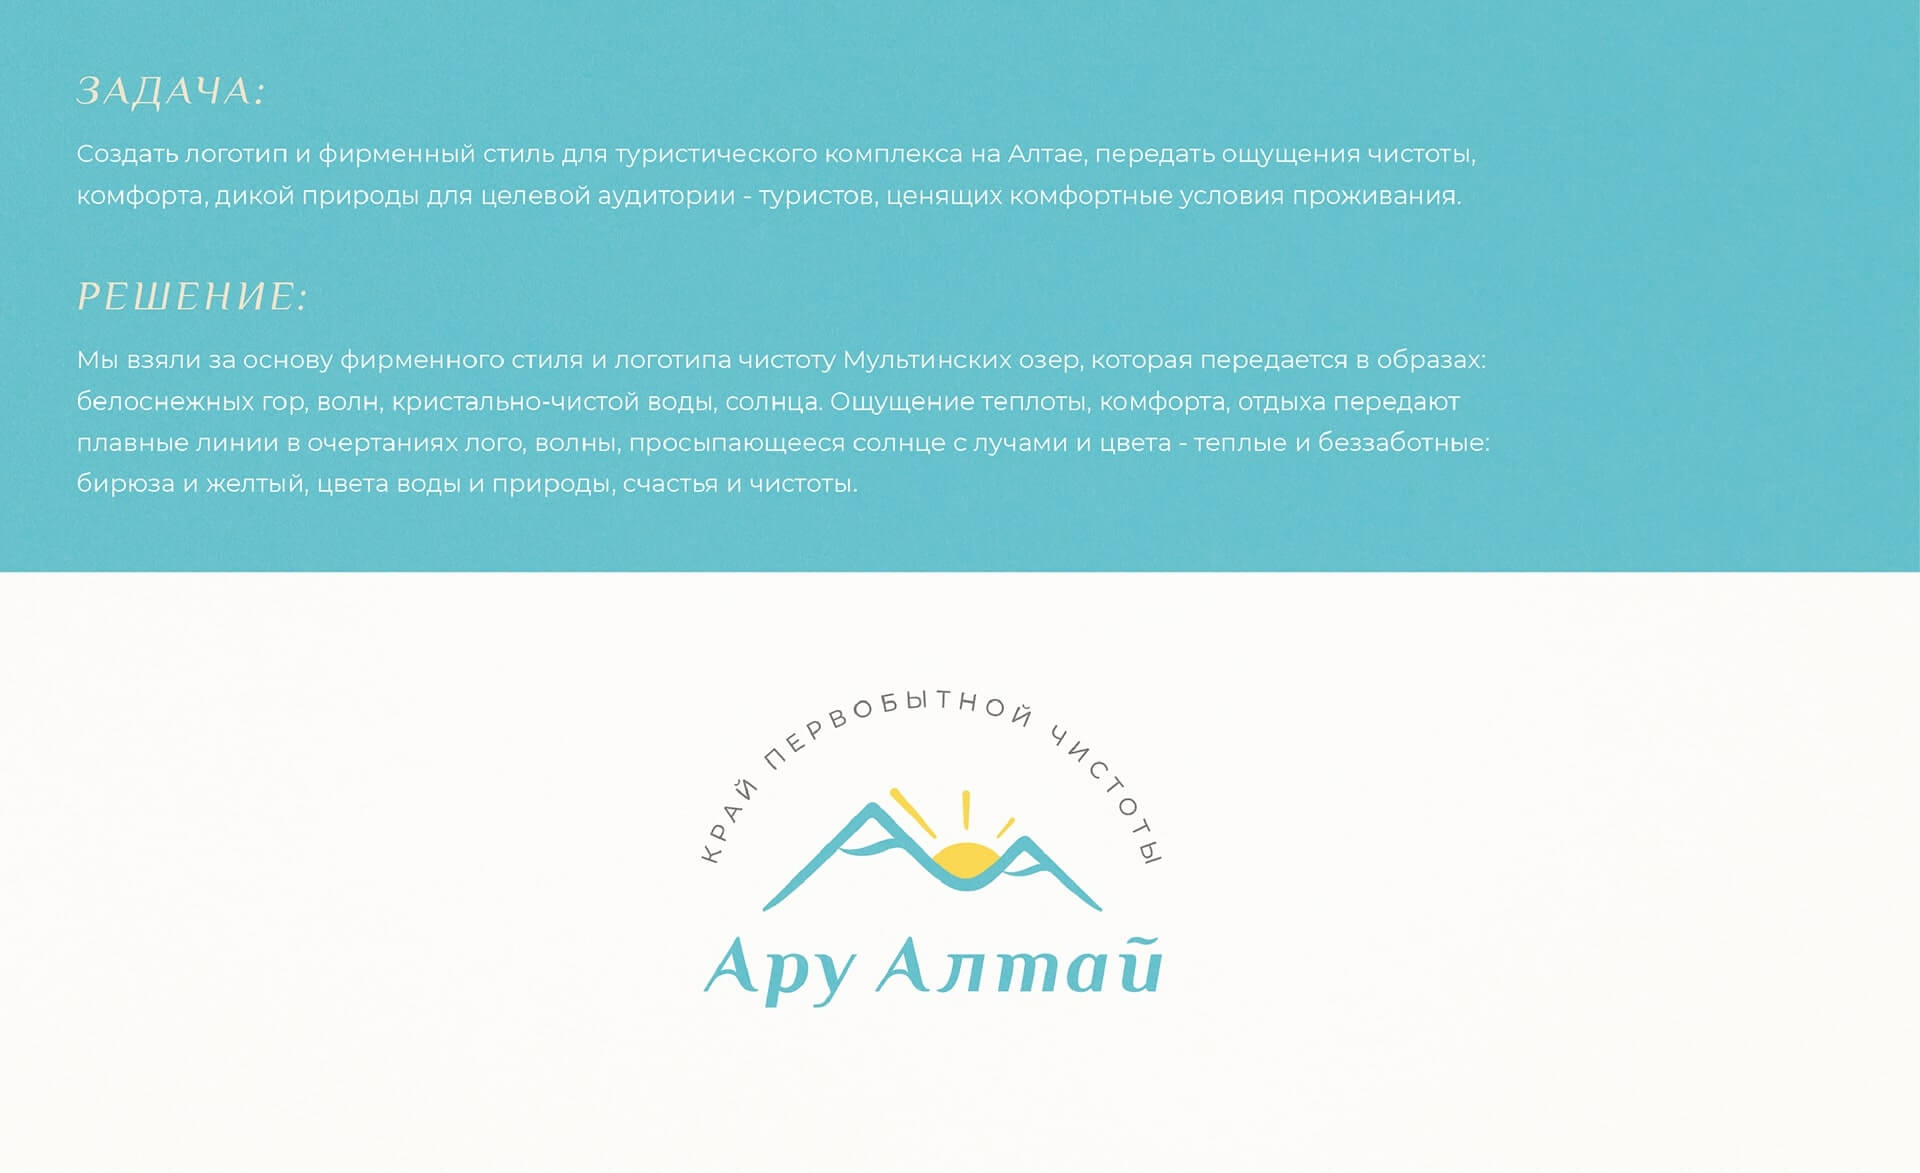 ЗАДАЧА:
Создать логотип и фирменный стиль для туристического комплекса на Алтае, передать ощущения чистоты,
комфорта, дикой природы для целевой аудитории - туристов, ценящих комфортные условия проживания.
РЕШЕНИЕ:
Мы взяли за основу фирменного стиля и логотипа чистоту Мультинских озер, которая передается в образах:
белоснежных гор, волн, кристально-чистой воды, солнца. Ощущение теплоты, комфорта, отдыха передают
плавные линии в очертаниях лого, волны, просыпающееся солнце с лучами и цвета - теплые и беззаботные:
бирюза и желтый, цвета воды и природы, счастья и чистоты.
КРАЙ ПЕРВОБЫТНОЙ ЧИСТОТЫ
Ару Алтай